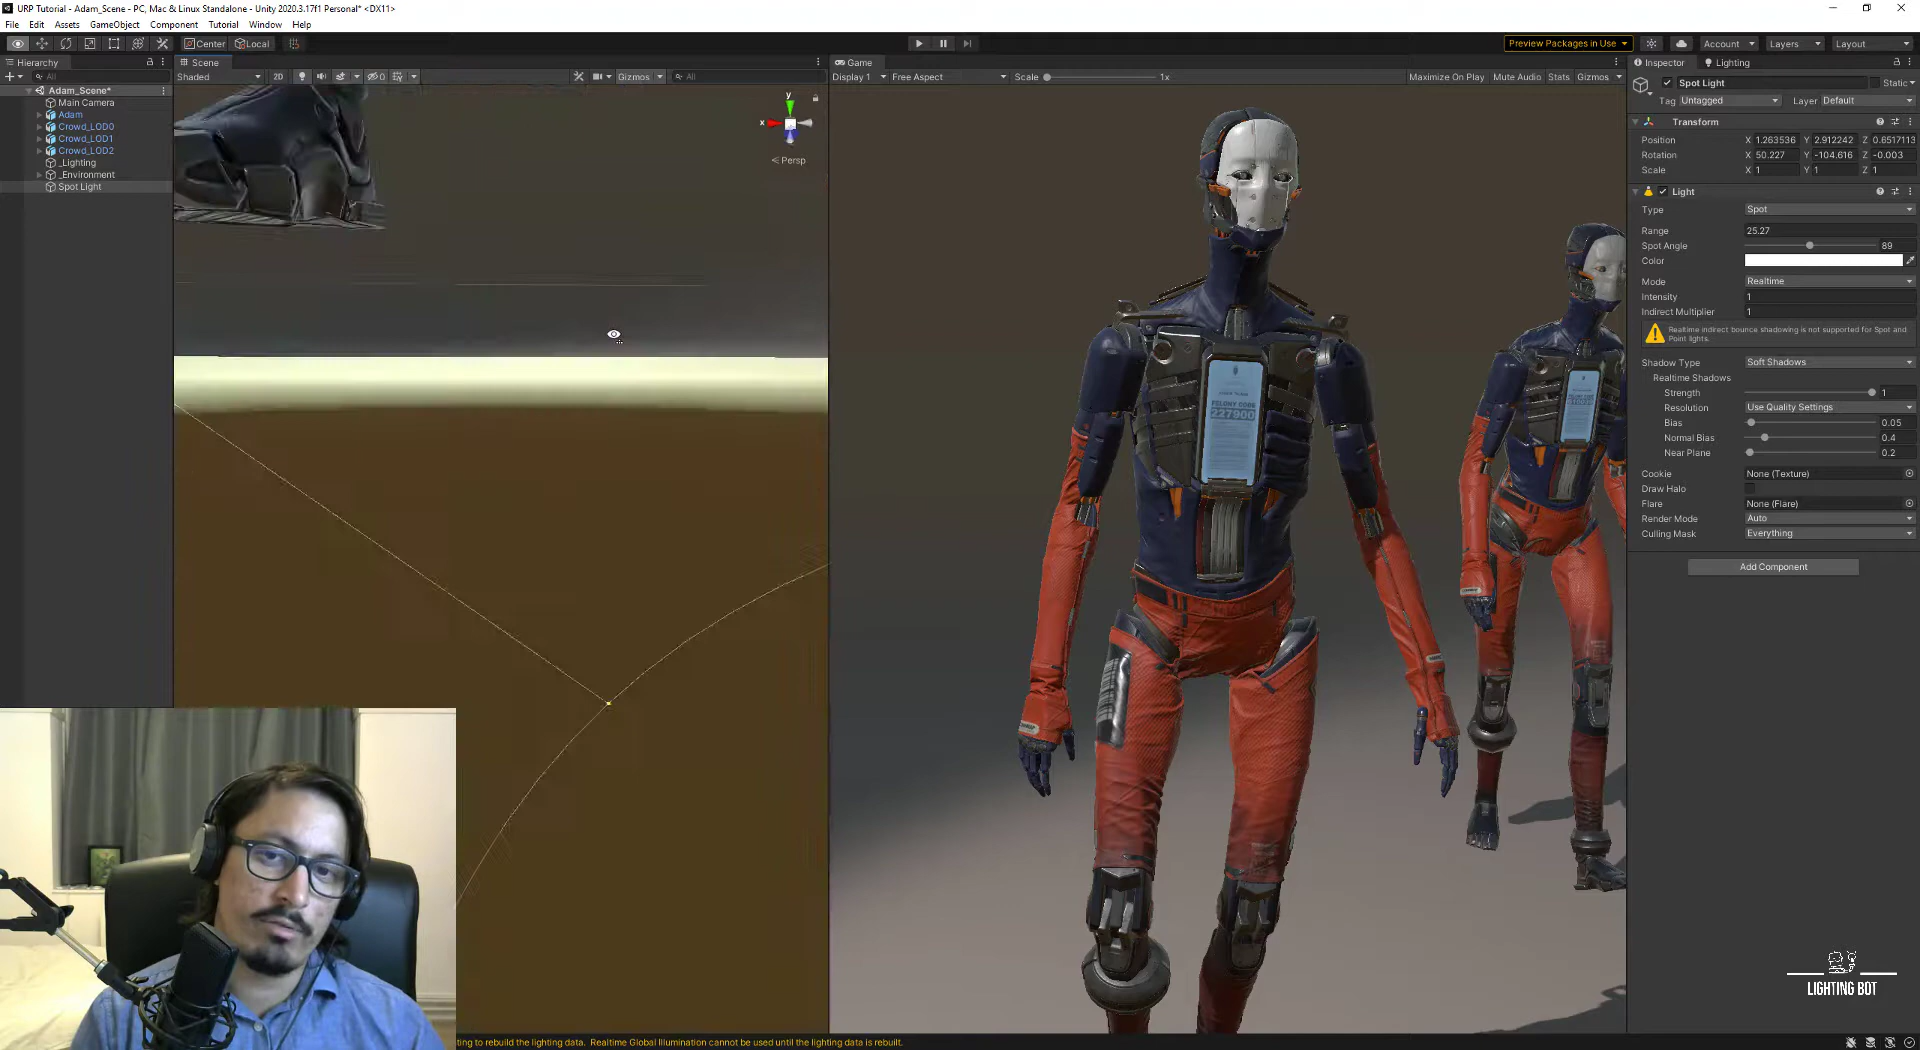 URP Tutorial - Adam_Scene - PC, Mac & Linux Standalone - Unity 2020.3.17f1 Personal* <DX11>
File Edit Assets GameObject Component Tutorial Window Help
Center Local Preview Packages in Use Account Layers Layout
Hierarchy
All
Adam_Scene*
Main Camera
Adam
Crowd_LOD0
Crowd_LOD1
Crowd_LOD2
_Lighting
_Environment
Spot Light
Scene
Shaded 2D 0 Gizmos All
y
x
Persp
Game
Display 1 Free Aspect Scale 1x Maximize On Play Mute Audio Stats Gizmos
FELONY CODE
227900
Inspector Lighting
Spot Light Static
Tag Untagged Layer Default
Transform
Position X 1.263536 Y 2.912242 Z 0.6517113
Rotation X 50.227 Y -104.616 Z -0.003
Scale X 1 Y 1 Z 1
Light
Type Spot
Range 25.27
Spot Angle 89
Color
Mode Realtime
Intensity 1
Indirect Multiplier 1
Realtime indirect bounce shadowing is not supported for Spot and
Point lights.
Shadow Type Soft Shadows
Realtime Shadows
Strength 1
Resolution Use Quality Settings
Bias 0.05
Normal Bias 0.4
Near Plane 0.2
Cookie None (Texture)
Draw Halo
Flare None (Flare)
Render Mode Auto
Culling Mask Everything
Add Component
LIGHTING BOT
ting to rebuild the lighting data. Realtime Global Illumination cannot be used until the lighting data is rebuilt.